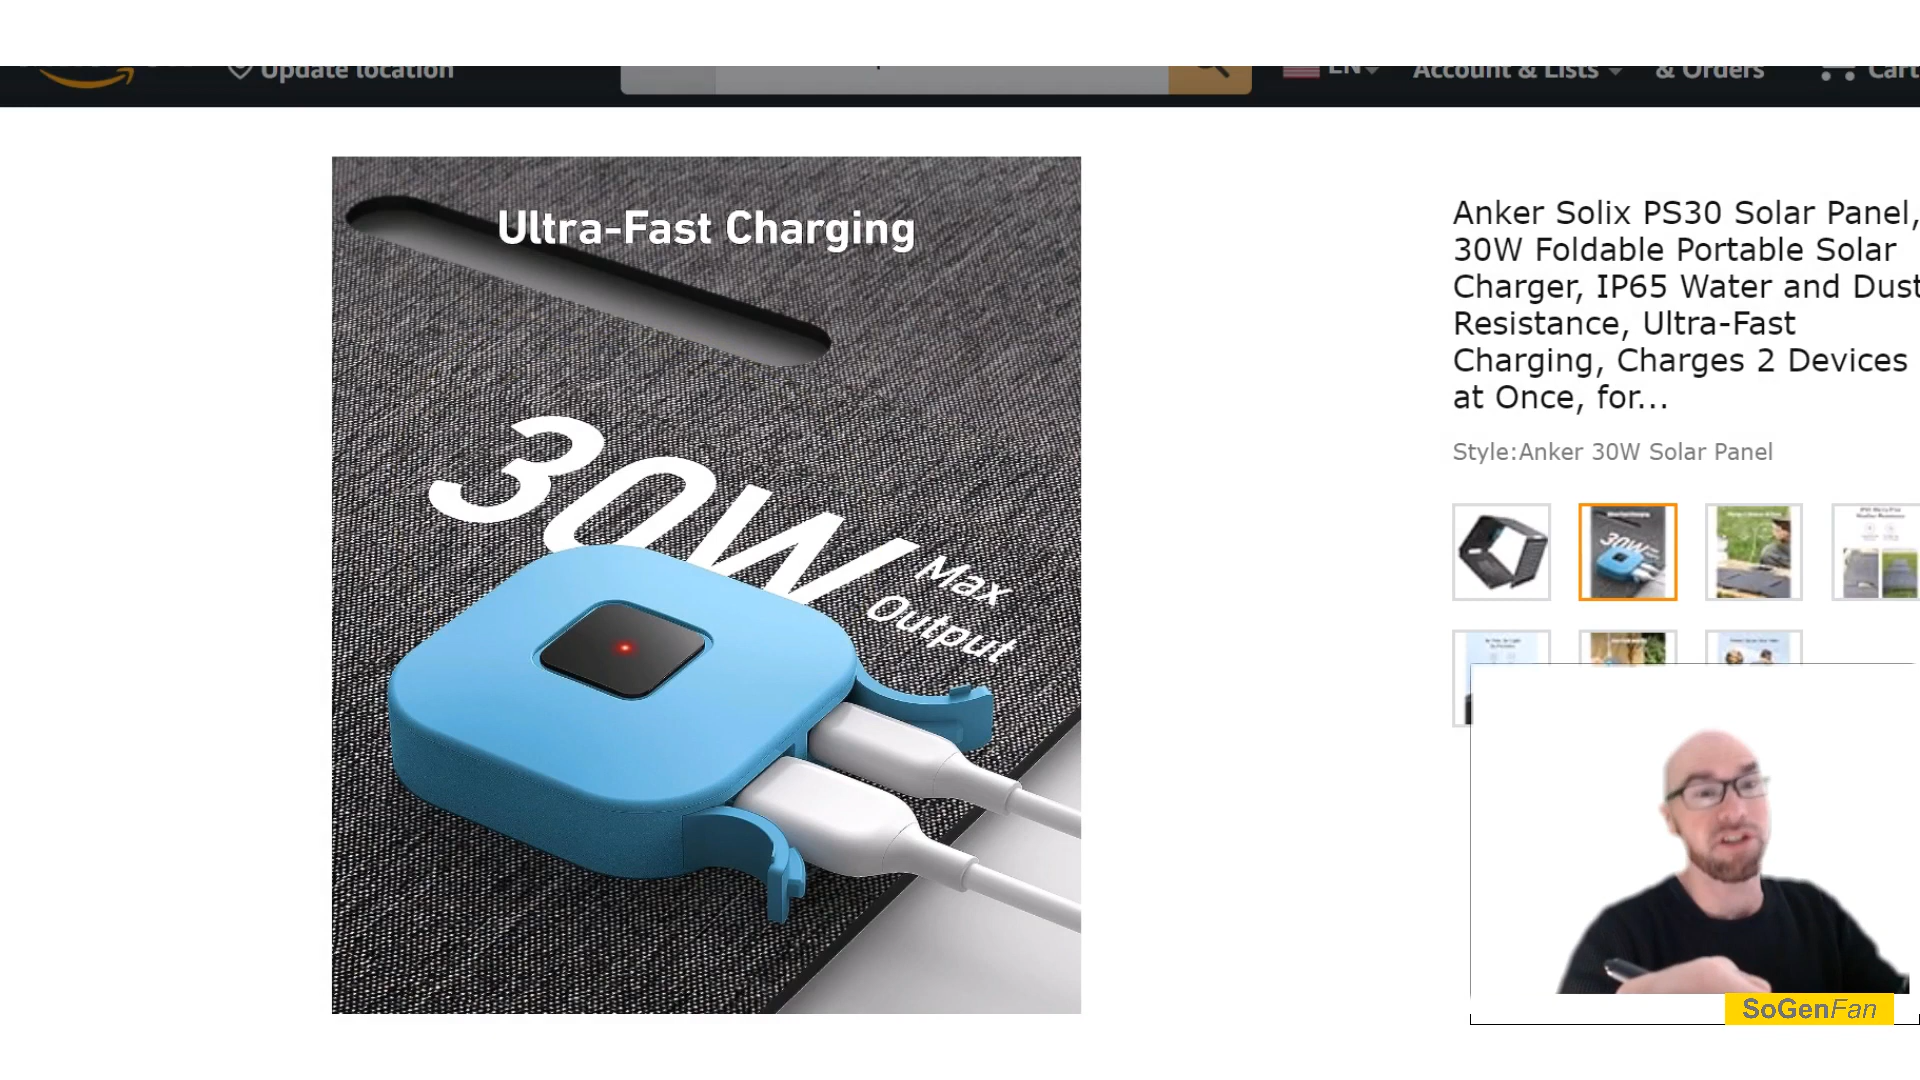 Update location
EN
Account & Lists
& Orders
Cart
Ultra-Fast Charging
30W
Max
Output
Anker Solix PS30 Solar Panel,
30W Foldable Portable Solar
Charger, IP65 Water and Dust
Resistance, Ultra-Fast
Charging, Charges 2 Devices
at Once, for...
Style:Anker 30W Solar Panel
30W
SoGenFan